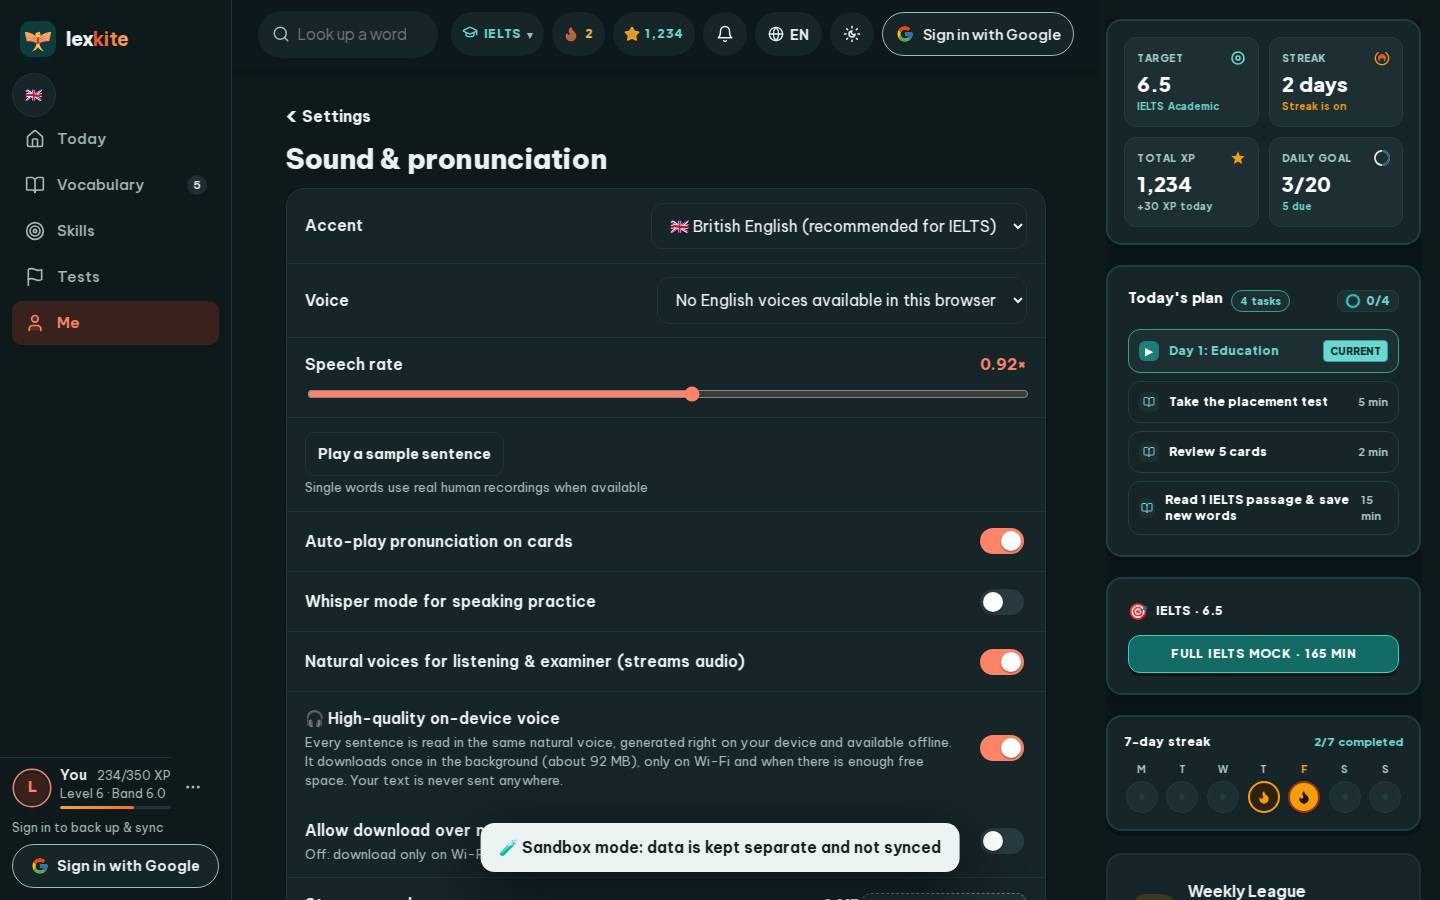 lexkite
Look up a word
IELTS
2
1,234
EN
Sign in with Google
Today
Vocabulary 5
Skills
Tests
Me
You 234/350 XP
Level 6 · Band 6.0
Sign in to back up & sync
Sign in with Google
Settings
Sound & pronunciation
Accent
British English (recommended for IELTS)
Voice
No English voices available in this browser
Speech rate
0.92×
Play a sample sentence
Single words use real human recordings when available
Auto-play pronunciation on cards
Whisper mode for speaking practice
Natural voices for listening & examiner (streams audio)
High-quality on-device voice
Every sentence is read in the same natural voice, generated right on your device and available offline.
It downloads once in the background (about 92 MB), only on Wi-Fi and when there is enough free
space. Your text is never sent anywhere.
Allow download over
Off: download only on
Sandbox mode: data is kept separate and not synced
TARGET
6.5
IELTS Academic
STREAK
2 days
Streak is on
TOTAL XP
1,234
+30 XP today
DAILY GOAL
3/20
5 due
Today's plan
4 tasks
0/4
Day 1: Education
CURRENT
Take the placement test
5 min
Review 5 cards
2 min
Read 1 IELTS passage & save
new words
15
min
IELTS · 6.5
FULL IELTS MOCK · 165 MIN
7-day streak
2/7 completed
M T W T F S S
Weekly League
L